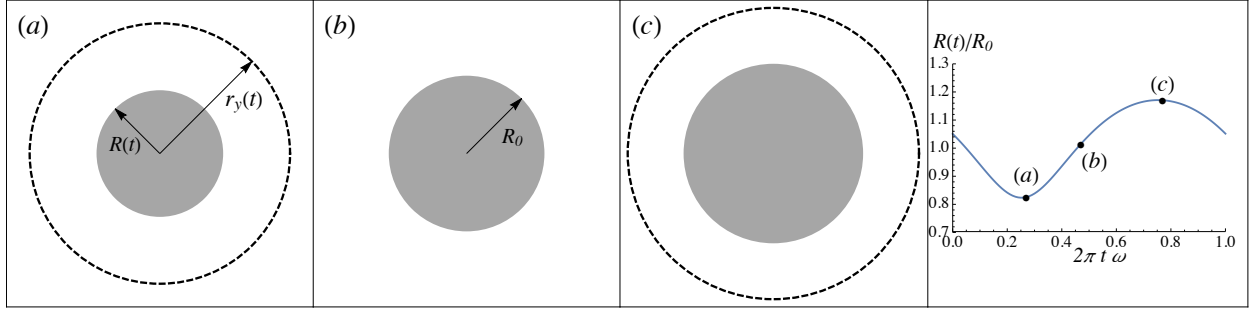 (a)
R(t)
r_y(t)
(b)
R_0
(c)
R(t)/R_0
1.3
1.2
1.1
1.0
0.9
0.8
0.7
(a)
(b)
(c)
0.0 0.2 0.4 0.6 0.8 1.0
2π t ω